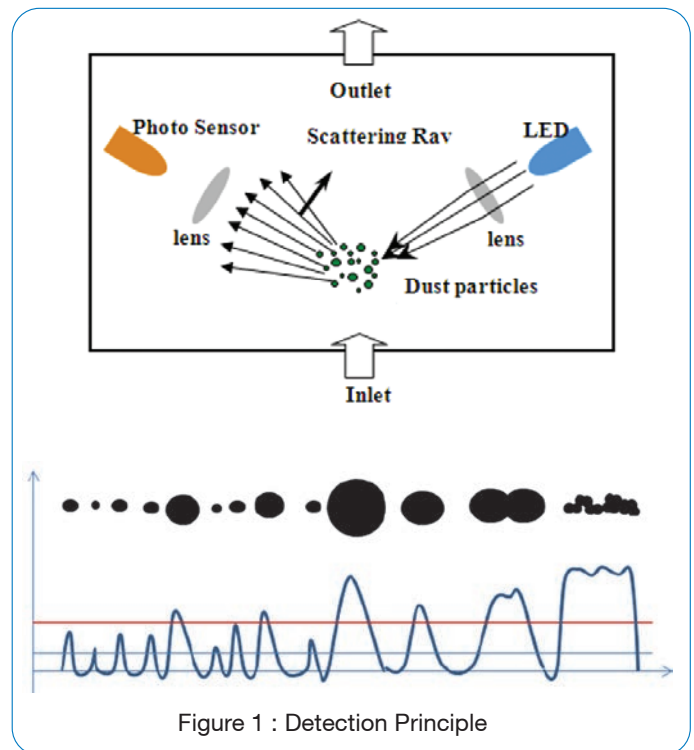 Outlet
Photo Sensor
Scattering Ray
LED
lens
lens
Dust particles
Inlet
Figure 1 : Detection Principle